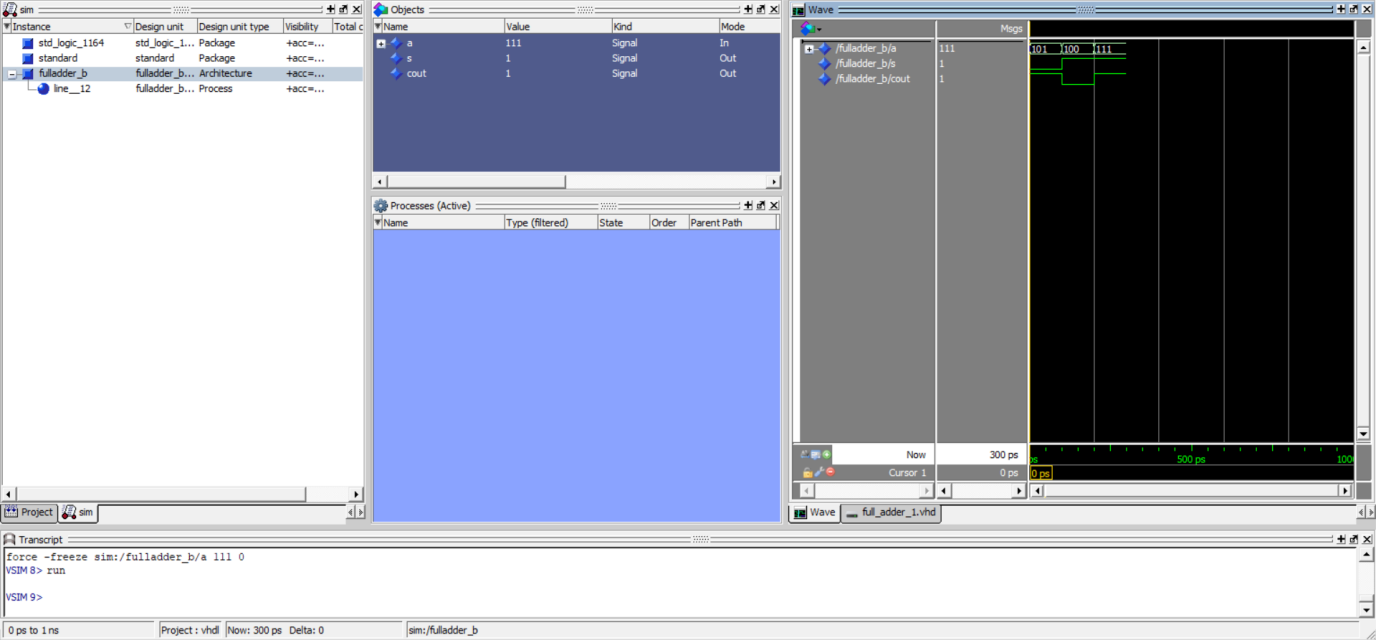 sim
Instance Design unit Design unit type Visibility Total c
std_logic_1164 std_logic_1... Package +acc=...
standard standard Package +acc=...
fulladder_b fulladder_b... Architecture +acc=...
line__12 fulladder_b... Process +acc=...
Project sim
Objects
Name Value Kind Mode
a 111 Signal In
s 1 Signal Out
cout 1 Signal Out
Processes (Active)
Name Type (filtered) State Order Parent Path
Wave
Msgs
/fulladder_b/a 111 101 100 111
/fulladder_b/s 1
/fulladder_b/cout 1
Now 300 ps ps 500 ps 1000
Cursor 1 0 ps 0 ps
Wave full_adder_1.vhd
Transcript
force -freeze sim:/fulladder_b/a 111 0
VSIM 8> run
VSIM 9>
0 ps to 1 ns Project : vhdl Now: 300 ps Delta: 0 sim:/fulladder_b